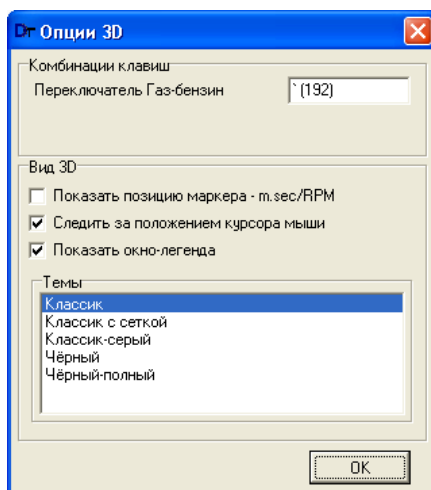 Dт Опции 3D
Комбинации клавиш
Переключатель Газ-бензин `(192)
Вид 3D
Показать позицию маркера - m.sec/RPM
Следить за положением курсора мыши
Показать окно-легенда
Темы
Классик
Классик с сеткой
Классик-серый
Чёрный
Чёрный-полный
OK